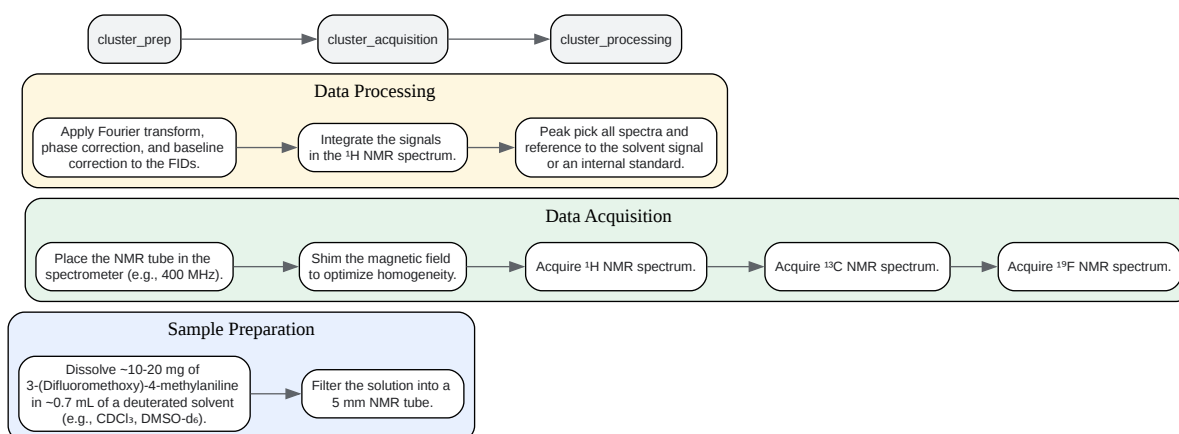 cluster_prep
cluster_acquisition
cluster_processing
Data Processing
Apply Fourier transform,
phase correction, and baseline
correction to the FIDs.
Integrate the signals
in the ¹H NMR spectrum.
Peak pick all spectra and
reference to the solvent signal
or an internal standard.
Data Acquisition
Place the NMR tube in the
spectrometer (e.g., 400 MHz).
Shim the magnetic field
to optimize homogeneity.
Acquire ¹H NMR spectrum.
Acquire ¹³C NMR spectrum.
Acquire ¹⁹F NMR spectrum.
Sample Preparation
Dissolve ~10-20 mg of
3-(Difluoromethoxy)-4-methylaniline
in ~0.7 mL of a deuterated solvent
(e.g., CDCl₃, DMSO-d₆).
Filter the solution into a
5 mm NMR tube.